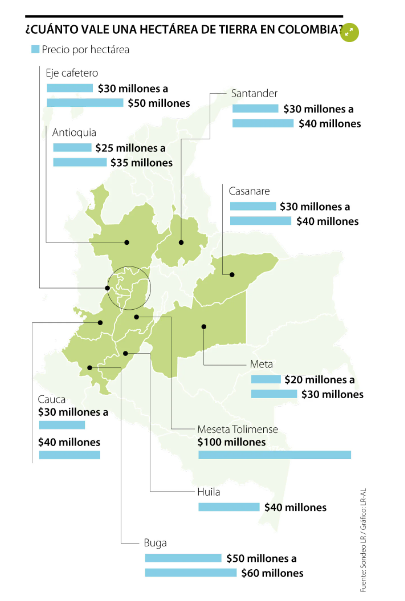 ¿CUÁNTO VALE UNA HECTÁREA DE TIERRA EN COLOMBIA?
Precio por hectárea
Eje cafetero
$30 millones a
$50 millones
Santander
$30 millones a
$40 millones
Antioquia
$25 millones a
$35 millones
Casanare
$30 millones a
$40 millones
Meta
$20 millones a
$30 millones
Cauca
$30 millones a
$40 millones
Meseta Tolimense
$100 millones
Huila
$40 millones
Buga
$50 millones a
$60 millones
Fuente: Sondeo LR / Gráfico: LR-AL